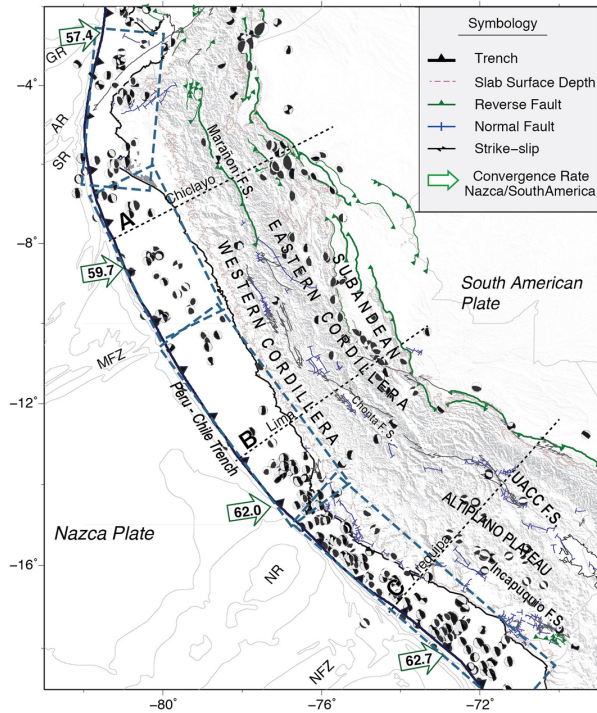 57.4
GR
−4°
AR
SR
Symbology
Trench
Slab Surface Depth
Reverse Fault
Normal Fault
Strike−slip
Convergence Rate
Nazca/SouthAmerica
Marañon F.S
Chiclayo
A
−8°
59.7
WESTERN CORDILLERA
EASTERN CORDILLERA
SUBANDEAN
South American
Plate
MFZ
−12°
Peru - Chile Trench
B
Lima
Chonta F.S
62.0
Nazca Plate
UACC F.S.
ALTIPLANO PLATEAU
Arequipa
Incapuquio F.S.
C
−16°
NR
NFZ
62.7
−80°
−76°
−72°